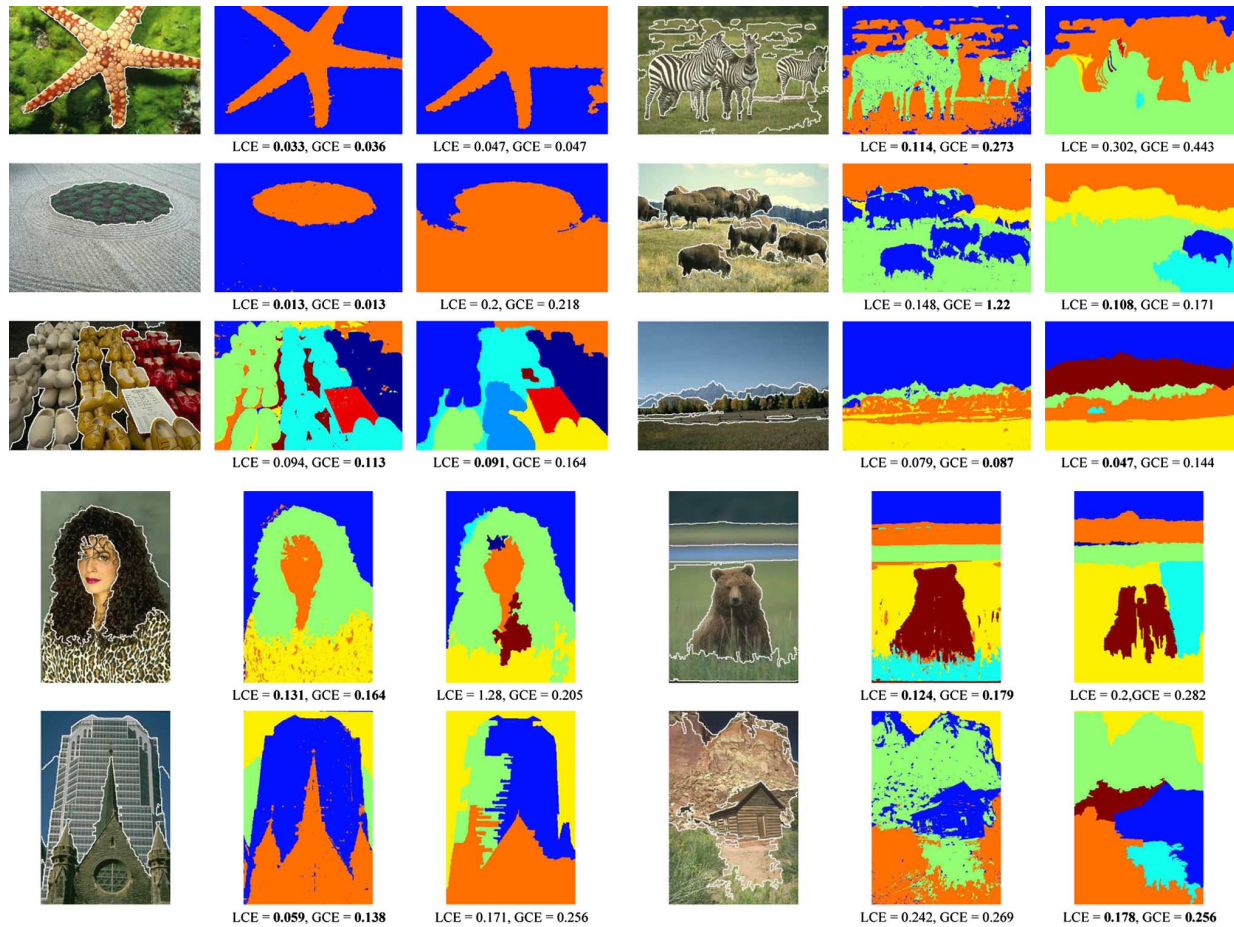 LCE = 0.033, GCE = 0.036
LCE = 0.047, GCE = 0.047
LCE = 0.114, GCE = 0.273
LCE = 0.302, GCE = 0.443
LCE = 0.013, GCE = 0.013
LCE = 0.2, GCE = 0.218
LCE = 0.148, GCE = 1.22
LCE = 0.108, GCE = 0.171
LCE = 0.094, GCE = 0.113
LCE = 0.091, GCE = 0.164
LCE = 0.079, GCE = 0.087
LCE = 0.047, GCE = 0.144
LCE = 0.131, GCE = 0.164
LCE = 1.28, GCE = 0.205
LCE = 0.124, GCE = 0.179
LCE = 0.2,GCE = 0.282
LCE = 0.059, GCE = 0.138
LCE = 0.171, GCE = 0.256
LCE = 0.242, GCE = 0.269
LCE = 0.178, GCE = 0.256